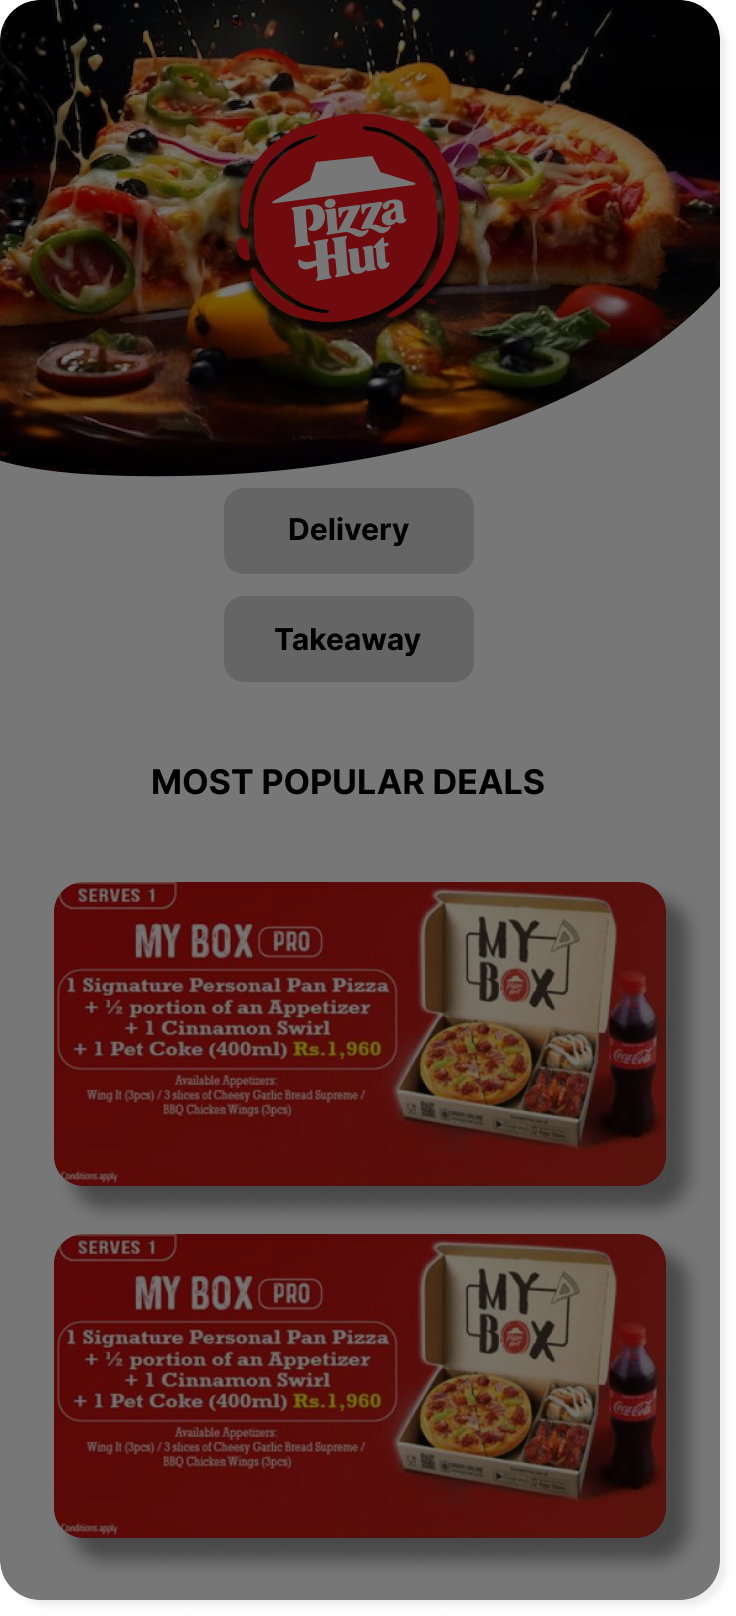 Pizza
Hut
™
Delivery
Takeaway
MOST POPULAR DEALS
SERVES 1
MY BOX PRO
1 Signature Personal Pan Pizza
+ ½ portion of an Appetizer
+ 1 Cinnamon Swirl
+ 1 Pet Coke (400ml) Rs.1,960
Available Appetizers:
Wing It (3pcs) / 3 slices of Cheesy Garlic Bread Supreme /
BBQ Chicken Wings (3pcs)
Conditions apply
MY
BOX
Coca-Cola
SERVES 1
MY BOX PRO
1 Signature Personal Pan Pizza
+ ½ portion of an Appetizer
+ 1 Cinnamon Swirl
+ 1 Pet Coke (400ml) Rs.1,960
Available Appetizers:
Wing It (3pcs) / 3 slices of Cheesy Garlic Bread Supreme /
BBQ Chicken Wings (3pcs)
Conditions apply
MY
BOX
Coca-Cola